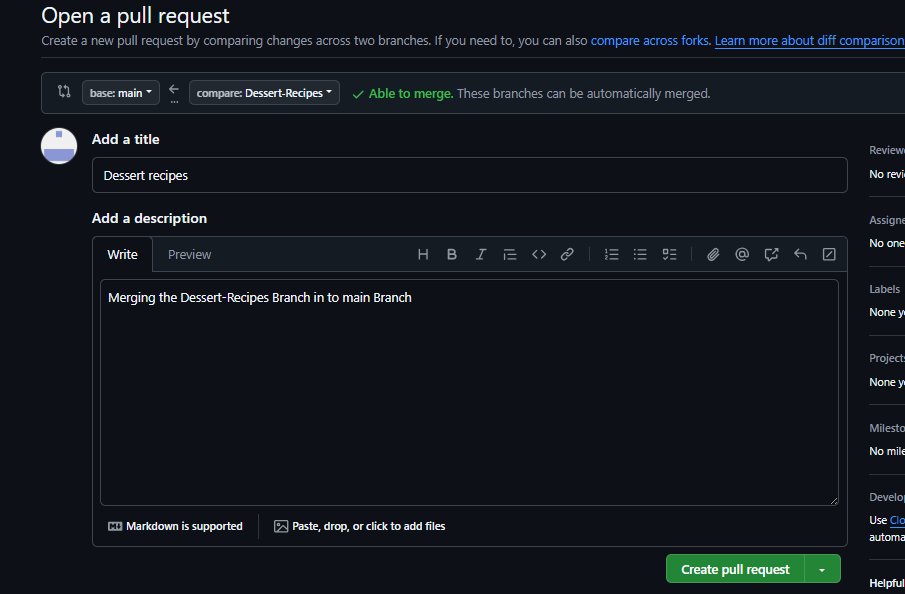 Open a pull request
Create a new pull request by comparing changes across two branches. If you need to, you can also compare across forks. Learn more about diff comparison
base: main
compare: Dessert-Recipes
Able to merge. These branches can be automatically merged.
Add a title
Dessert recipes
Add a description
Write
Preview
Merging the Dessert-Recipes Branch in to main Branch
Markdown is supported
Paste, drop, or click to add files
Create pull request
Reviewe
No revi
Assigne
No one
Labels
None y
Projects
None y
Milesto
No mile
Develop
Use Clo
automa
Helpful